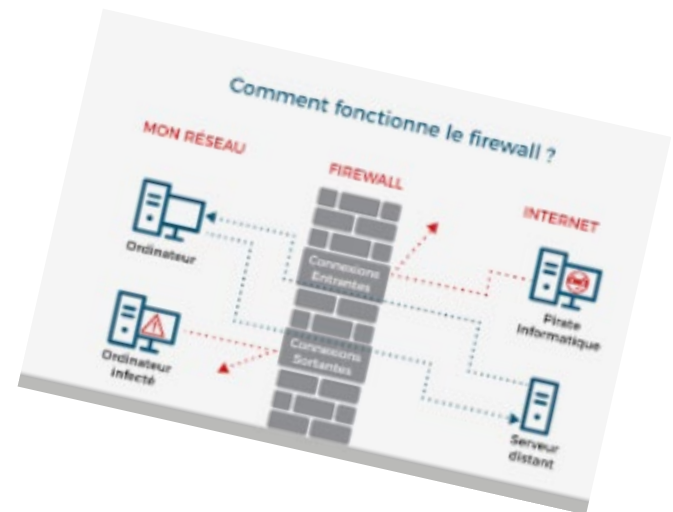 Comment fonctionne le firewall ?
MON RÉSEAU
FIREWALL
INTERNET
Ordinateur
Connexions
Entrantes
Pirate
Informatique
Ordinateur
infecté
Connexions
Sortantes
Serveur
distant